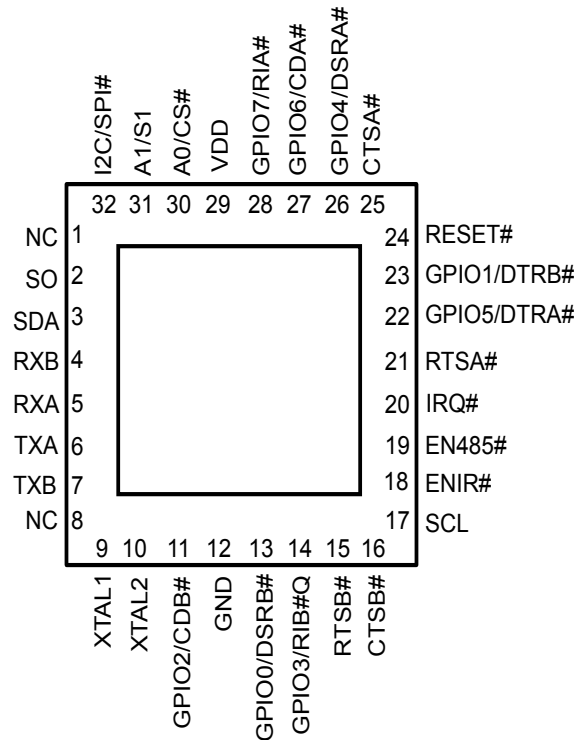 I2C/SPI#
A1/S1
A0/CS#
VDD
GPIO7/RIA#
GPIO6/CDA#
GPIO4/DSRA#
CTSA#
32 31 30 29 28 27 26 25
NC 1
SO 2
SDA 3
RXB 4
RXA 5
TXA 6
TXB 7
NC 8
24 RESET#
23 GPIO1/DTRB#
22 GPIO5/DTRA#
21 RTSA#
20 IRQ#
19 EN485#
18 ENIR#
17 SCL
9 10 11 12 13 14 15 16
XTAL1
XTAL2
GPIO2/CDB#
GND
GPIO0/DSRB#
GPIO3/RIB#Q
RTSB#
CTSB#